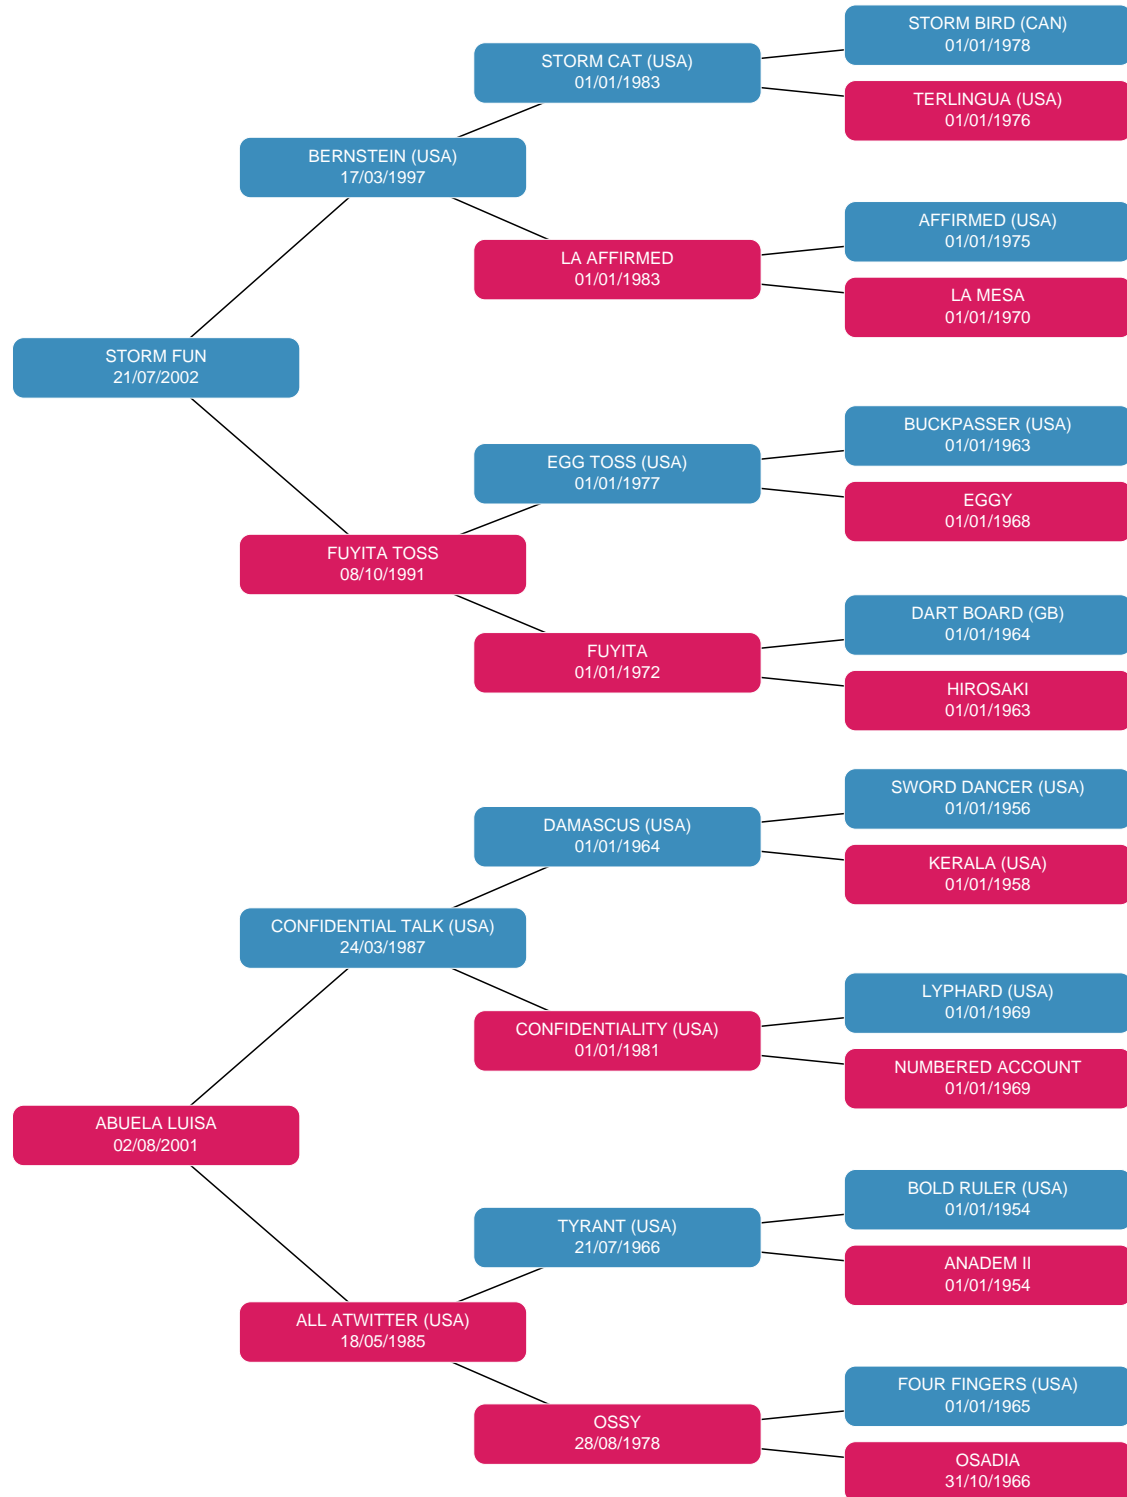 STORM BIRD (CAN)
01/01/1978
STORM CAT (USA)
01/01/1983
TERLINGUA (USA)
01/01/1976
BERNSTEIN (USA)
17/03/1997
AFFIRMED (USA)
01/01/1975
LA AFFIRMED
01/01/1983
LA MESA
01/01/1970
STORM FUN
21/07/2002
BUCKPASSER (USA)
01/01/1963
EGG TOSS (USA)
01/01/1977
EGGY
01/01/1968
FUYITA TOSS
08/10/1991
DART BOARD (GB)
01/01/1964
FUYITA
01/01/1972
HIROSAKI
01/01/1963
SWORD DANCER (USA)
01/01/1956
DAMASCUS (USA)
01/01/1964
KERALA (USA)
01/01/1958
CONFIDENTIAL TALK (USA)
24/03/1987
LYPHARD (USA)
01/01/1969
CONFIDENTIALITY (USA)
01/01/1981
NUMBERED ACCOUNT
01/01/1969
ABUELA LUISA
02/08/2001
BOLD RULER (USA)
01/01/1954
TYRANT (USA)
21/07/1966
ANADEM II
01/01/1954
ALL ATWITTER (USA)
18/05/1985
FOUR FINGERS (USA)
01/01/1965
OSSY
28/08/1978
OSADIA
31/10/1966